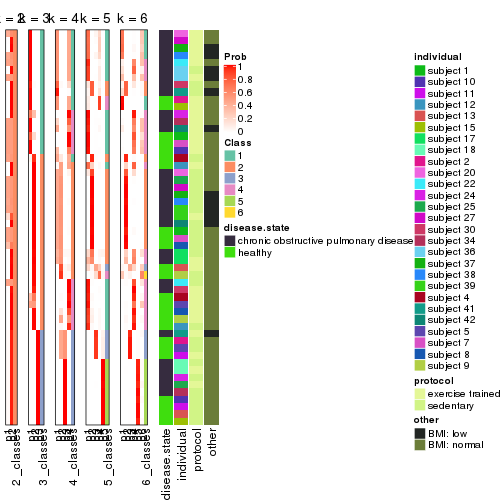 k = 2 k = 3 k = 4 k = 5 k = 6
Prob
1
0.8
0.6
0.4
0.2
0
Class
1
2
3
4
5
6
disease.state
chronic obstructive pulmonary disease
healthy
individual
subject 1
subject 10
subject 11
subject 12
subject 13
subject 15
subject 17
subject 18
subject 2
subject 20
subject 22
subject 24
subject 25
subject 27
subject 30
subject 34
subject 36
subject 37
subject 38
subject 39
subject 4
subject 41
subject 42
subject 5
subject 7
subject 8
subject 9
protocol
exercise trained
sedentary
other
BMI: low
BMI: normal
2_classes
3_classes
4_classes
5_classes
6_classes
disease.state
individual
protocol
other